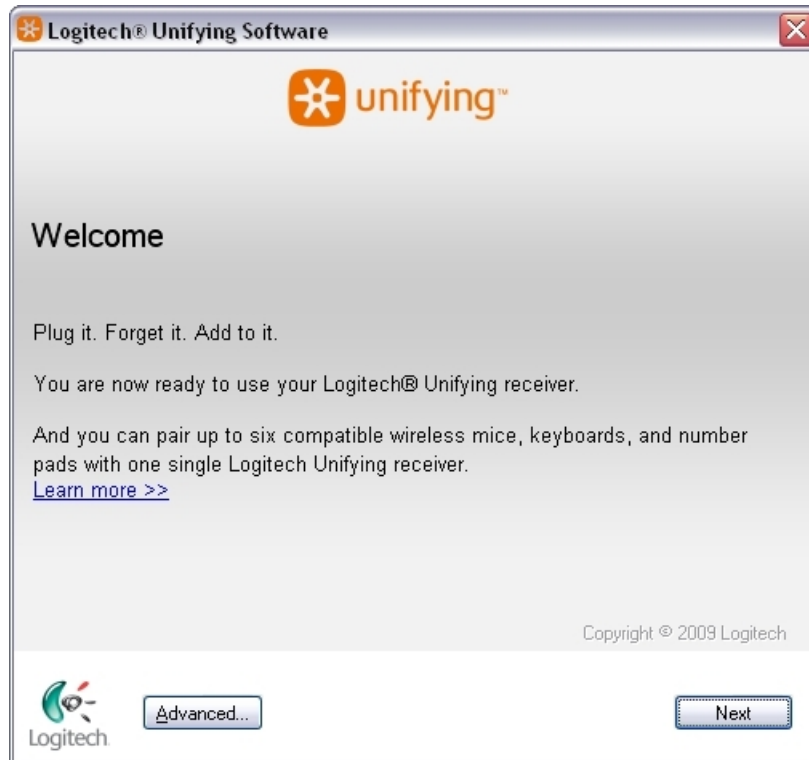 Logitech® Unifying Software
unifying™
Welcome
Plug it. Forget it. Add to it.
You are now ready to use your Logitech® Unifying receiver.
And you can pair up to six compatible wireless mice, keyboards, and number
pads with one single Logitech Unifying receiver.
Learn more >>
Copyright © 2009 Logitech
Logitech
Advanced...
Next